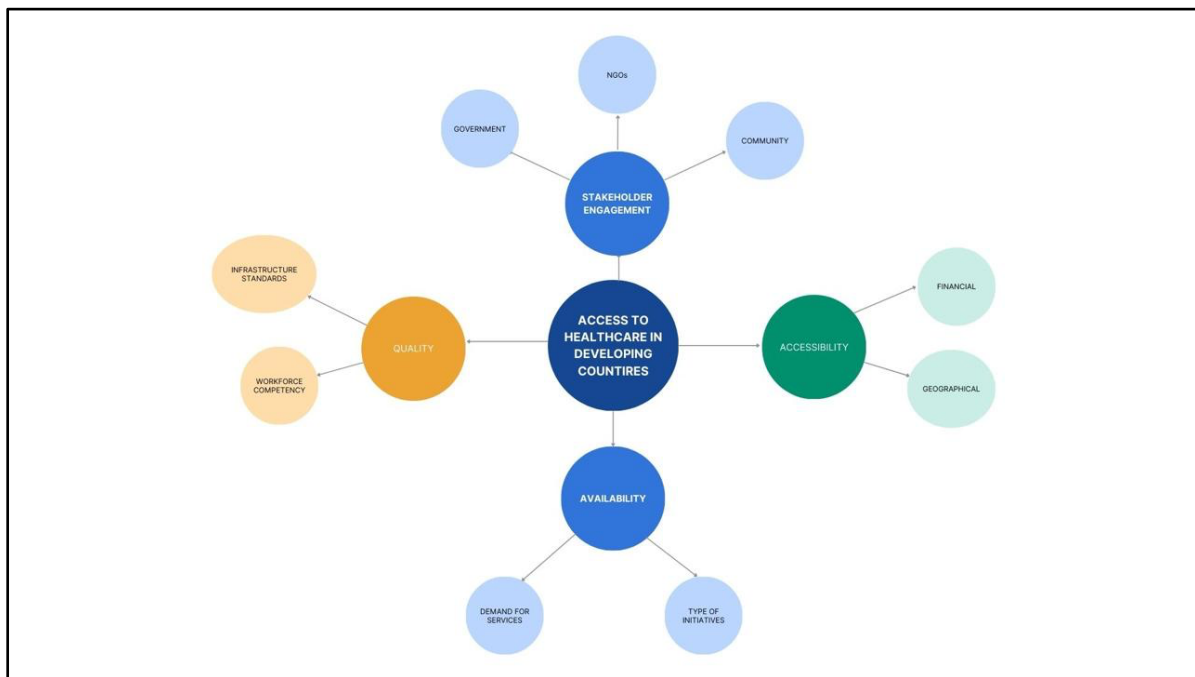 NGOs
GOVERNMENT
COMMUNITY
STAKEHOLDER
ENGAGEMENT
INFRASTRUCTURE
STANDARDS
FINANCIAL
ACCESS TO
HEALTHCARE IN
DEVELOPING
COUNTIRES
QUALITY
ACCESSIBILITY
WORKFORCE
COMPETENCY
GEOGRAPHICAL
AVAILABILITY
DEMAND FOR
SERVICES
TYPE OF
INITIATIVES